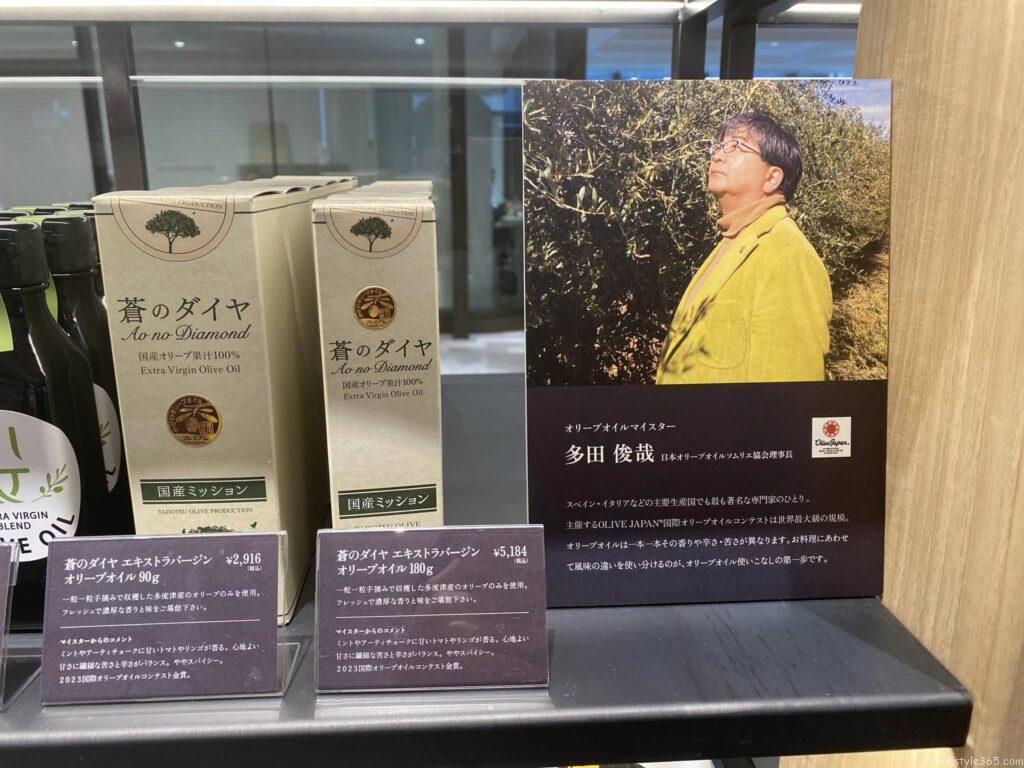 OLIVE PRODUCTION
蒼のダイヤ
Ao no Diamond
国産オリーブ果汁100%
Extra Virgin Olive Oil
プレミアム
国産ミッション
TADOTSU OLIVE PRODUCTION
PRODUCTION
プレミアム
蒼のダイヤ
Ao no Diamond
国産オリーブ果汁100%
Extra Virgin Olive Oil
国産ミッション
TADOTSU OLIVE
EXTRA VIRGIN
BLEND
OIL
蒼のダイヤ エキストラバージン
オリーブオイル 90g
¥2,916
(税込)
一粒一粒手摘みで収穫した多度津産のオリーブのみを使用。
フレッシュで濃厚な香りと味をご堪能下さい。
マイスターからのコメント
ミントやアーティチョークに甘いトマトやリンゴが香る。心地よい
甘さに繊細な苦さと辛さがバランス。ややスパイシー。
2023国際オリーブオイルコンテスト金賞。
蒼のダイヤ エキストラバージン
オリーブオイル 180g
¥5,184
(税込)
一粒一粒手摘みで収穫した多度津産のオリーブのみを使用。
フレッシュで濃厚な香りと味をご堪能下さい。
マイスターからのコメント
ミントやアーティチョークに甘いトマトやリンゴが香る。心地よい
甘さに繊細な苦さと辛さがバランス。ややスパイシー。
2023国際オリーブオイルコンテスト金賞。
オリーブオイルマイスター
多田 俊哉 日本オリーブオイルソムリエ協会理事長
OliveJapan
スペイン・イタリアなどの主要生産国でも最も著名な専門家のひとり。
主催するOLIVE JAPAN®国際オリーブオイルコンテストは世界最大級の規模。
オリーブオイルは一本一本その香りや辛さ・苦さが異なります。お料理にあわせ
て風味の違いを使い分けるのが、オリーブオイル使いこなしの第一歩です。